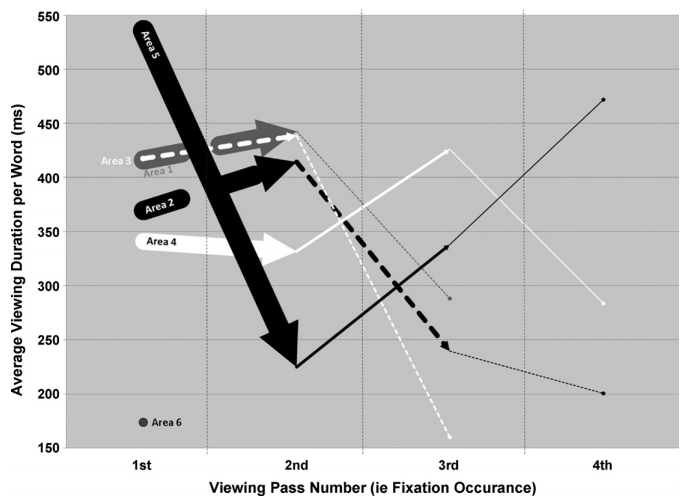 550
500
450
400
350
300
250
200
150
Average Viewing Duration per Word (ms)
Area 5
Area 3
Area 1
Area 2
Area 4
Area 6
1st 2nd 3rd 4th
Viewing Pass Number (ie Fixation Occurance)